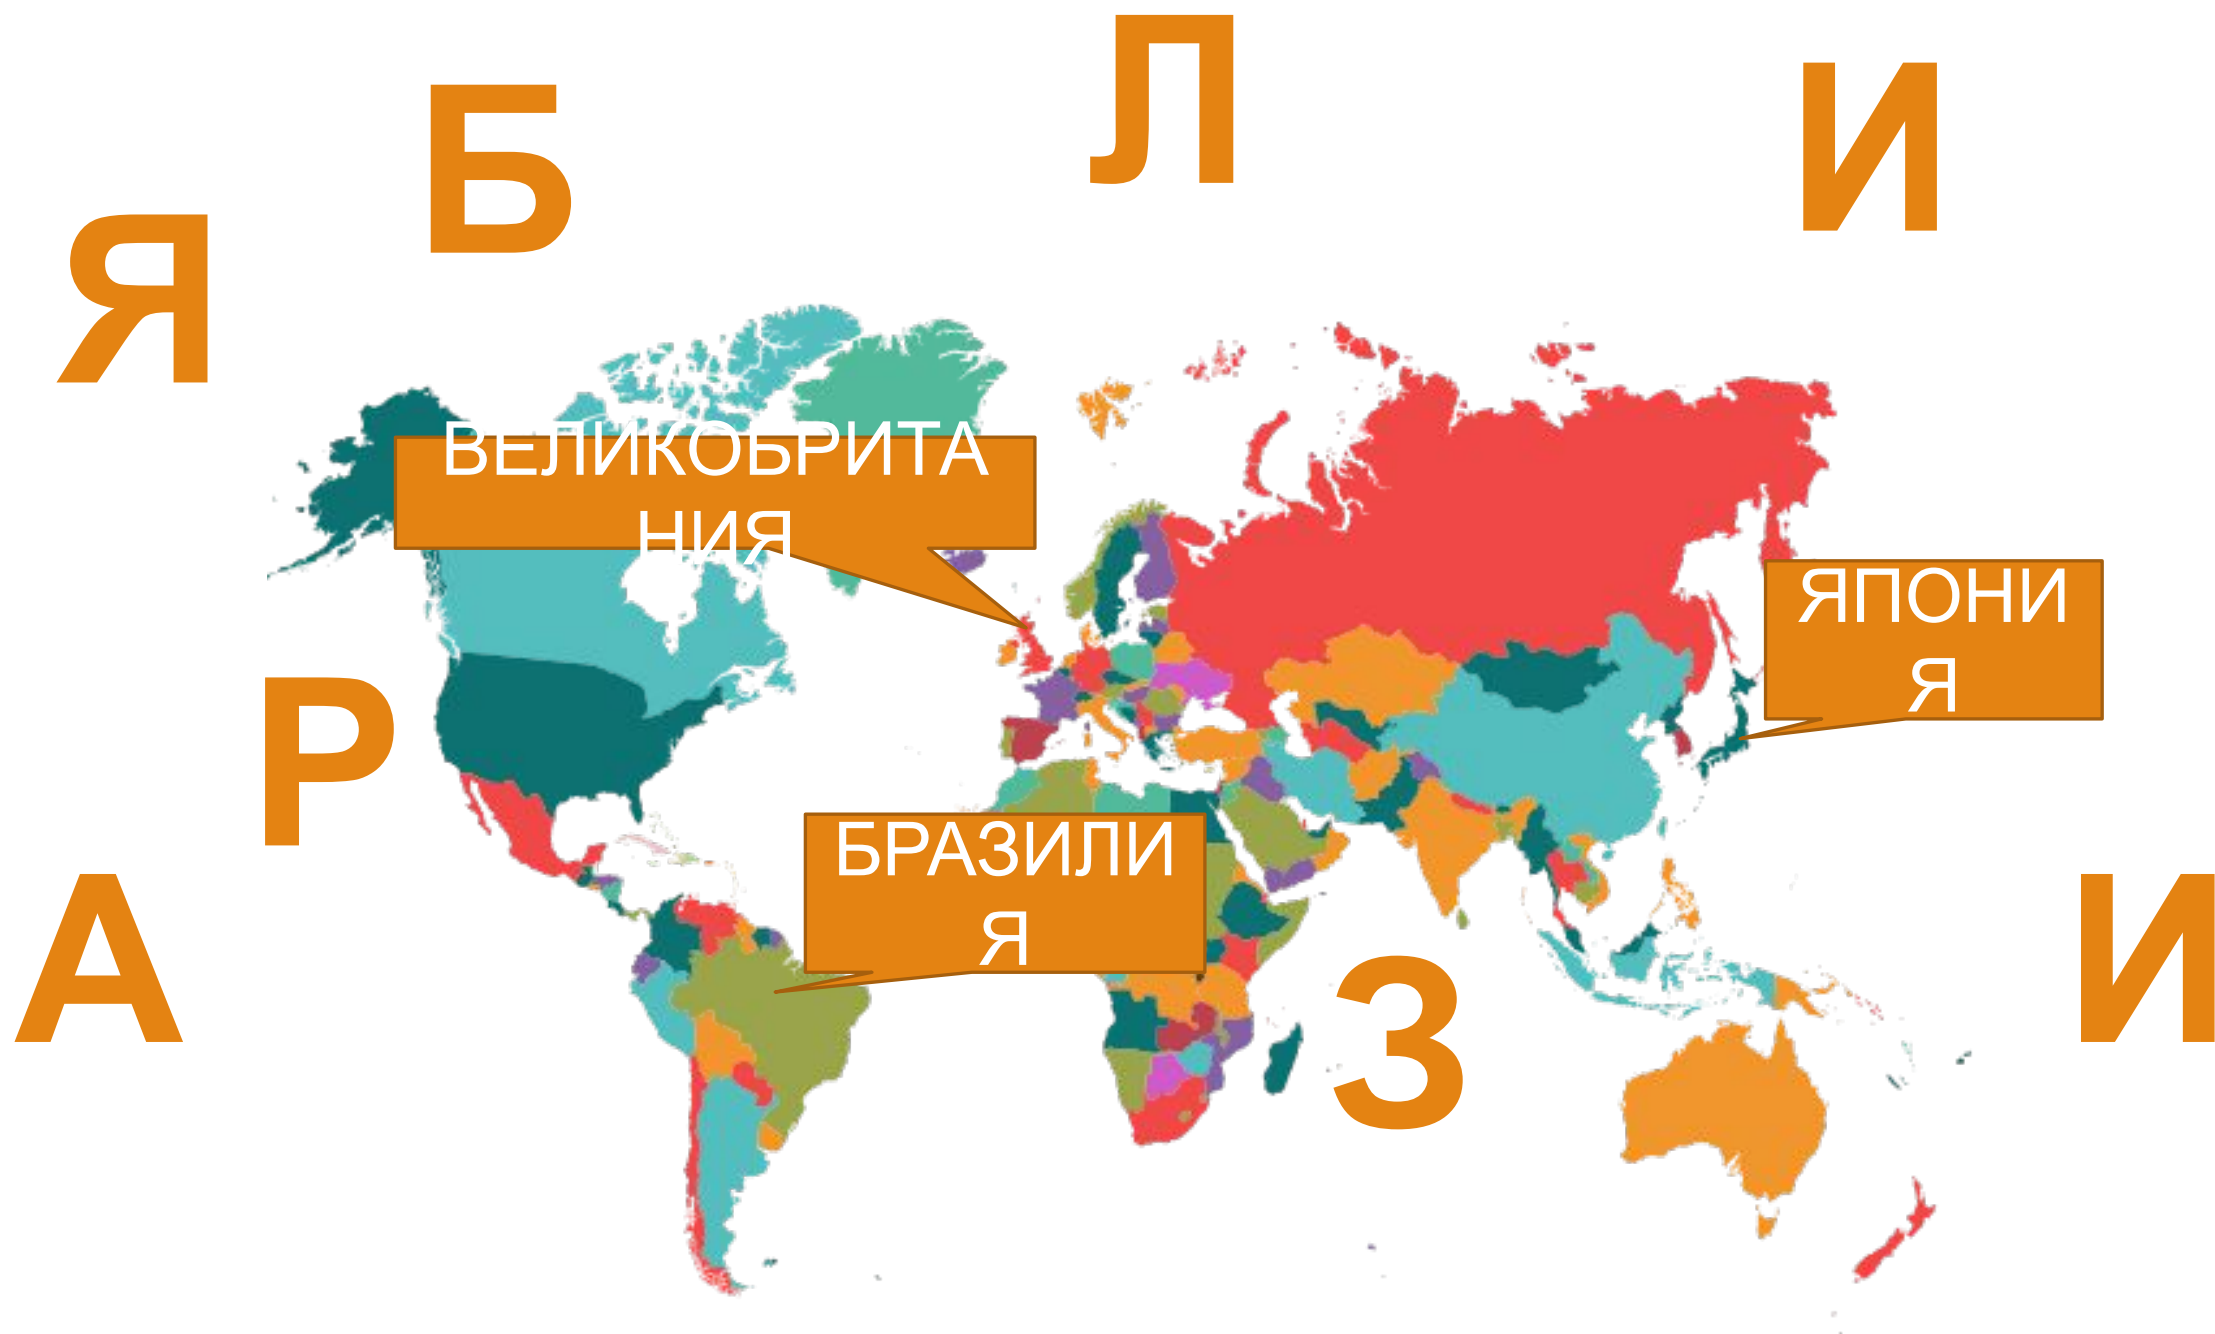 Л
Б
И
Я
ВЕЛИКОБРИТА
НИЯ
ЯПОНИ
Я
Р
БРАЗИЛИ
Я
А
И
З